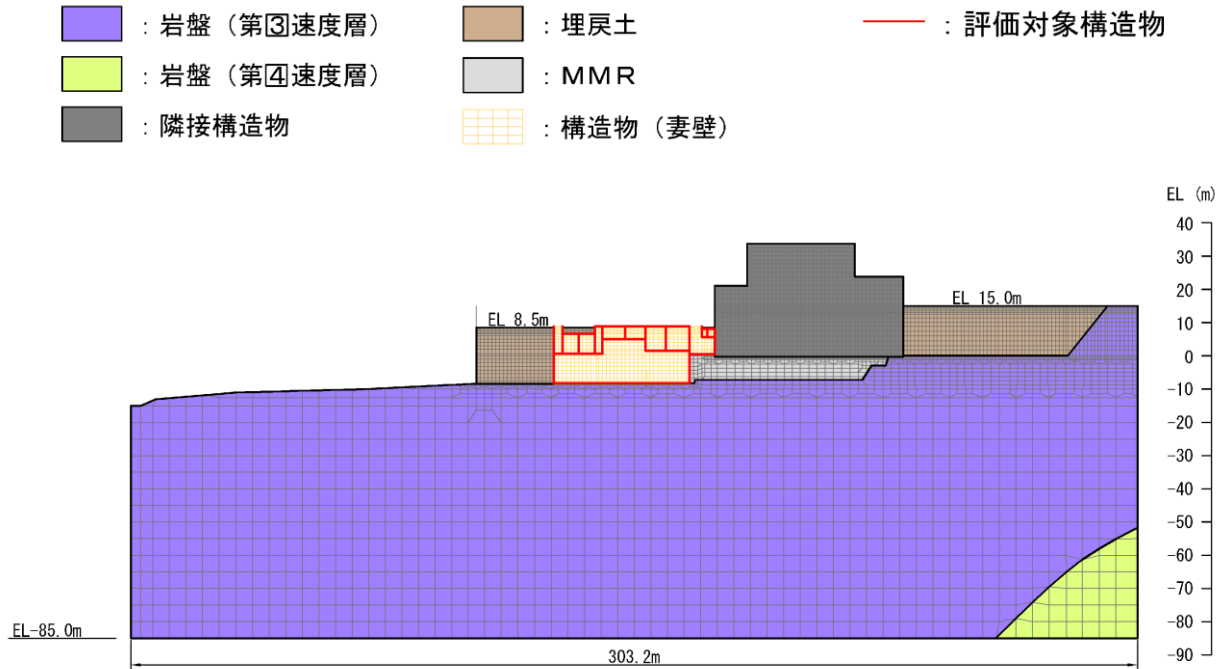 ：岩盤（第③速度層）
：埋戻土
：評価対象構造物
：岩盤（第④速度層）
：ＭＭＲ
：隣接構造物
：構造物（妻壁）
EL (m)
40
30
20
EL 15.0m
EL 8.5m
10
0
-10
-20
-30
-40
-50
-60
-70
-80
EL-85.0m
-90
303.2m